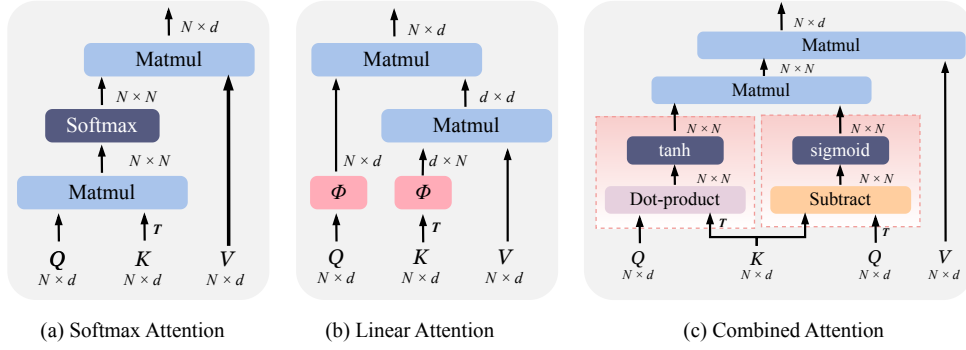 N × d
Matmul
N × N
Softmax
N × N
Matmul
T
Q K V
N × d N × d N × d
(a) Softmax Attention
N × d
Matmul
d × d
Matmul
N × d d × N
Φ Φ
T
Q K V
N × d N × d N × d
(b) Linear Attention
N × d
Matmul
N × N
Matmul
N × N N × N
tanh sigmoid
N × N N × N
Dot-product Subtract
T T
Q K Q V
N × d N × d N × d N × d
(c) Combined Attention